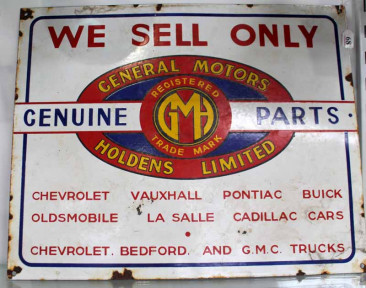 WE SELL ONLY
GENERAL MOTORS
REGISTERED
GENUINE GMH PARTS
TRADE MARK
HOLDENS LIMITED
CHEVROLET VAUXHALL PONTIAC BUICK
OLDSMOBILE LA SALLE CADILLAC CARS
CHEVROLET. BEDFORD. AND G.M.C. TRUCKS